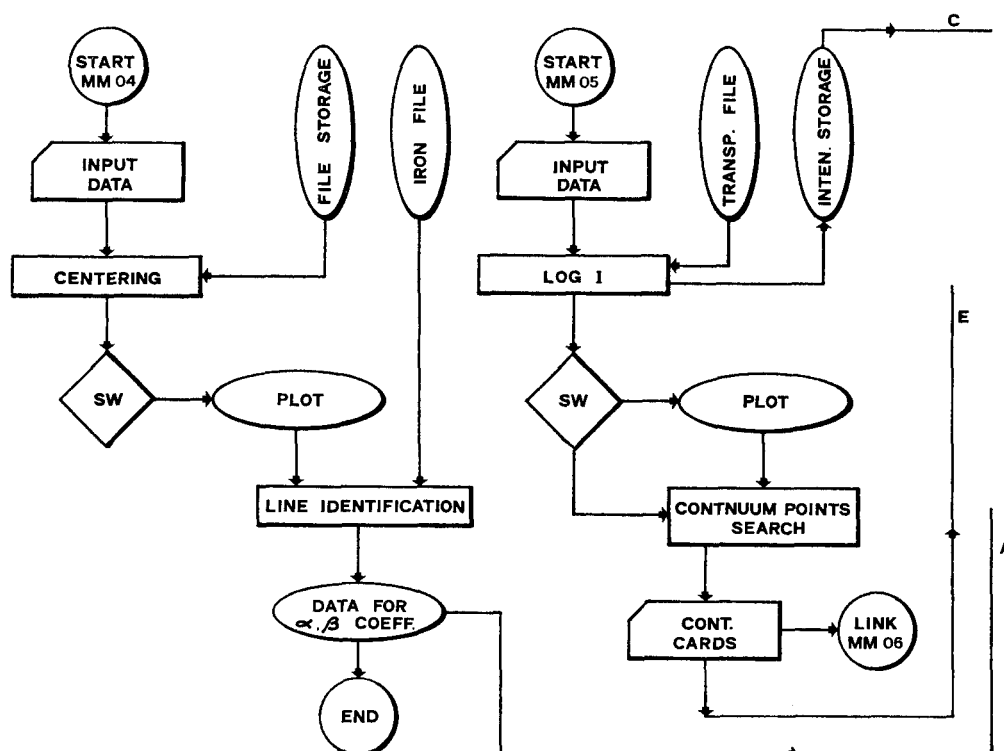 START
MM 04
INPUT
DATA
FILE STORAGE
IRON FILE
CENTERING
SW
PLOT
LINE IDENTIFICATION
DATA FOR
α, β COEFF.
END
START
MM 05
INPUT
DATA
TRANSP. FILE
INTEN. STORAGE
C
LOG I
E
SW
PLOT
CONTNUUM POINTS
SEARCH
A
CONT.
CARDS
LINK
MM 06